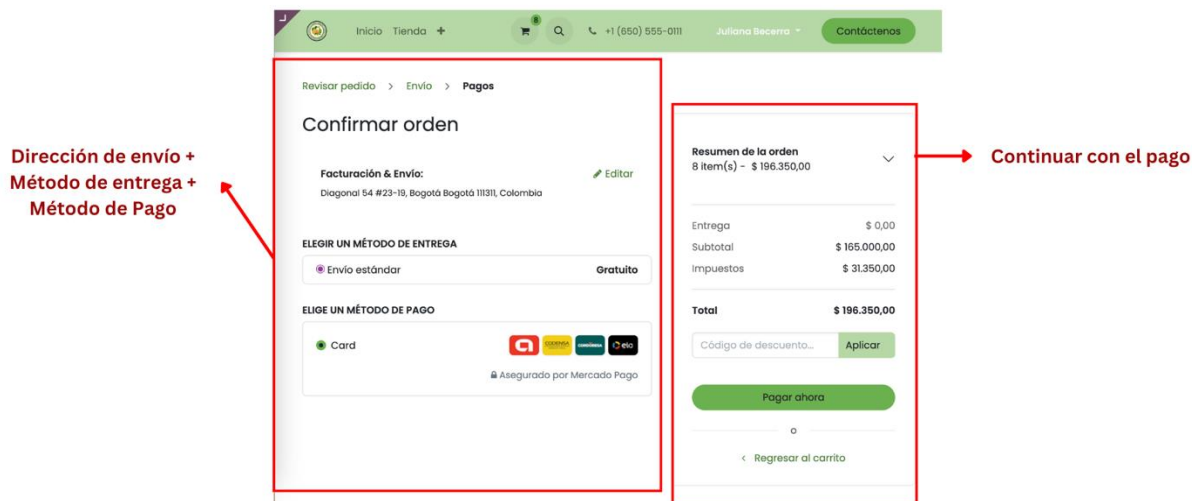 Inicio Tienda +
8
+1 (650) 555-0111
Juliana Becerra
Contáctenos
Dirección de envío +
Método de entrega +
Método de Pago
Revisar pedido > Envío > Pagos
Confirmar orden
Facturación & Envío:
Editar
Diagonal 54 #23-19, Bogotá Bogotá 111311, Colombia
ELEGIR UN MÉTODO DE ENTREGA
Envío estándar Gratuito
ELIGE UN MÉTODO DE PAGO
Card
CODENSA
elo
Asegurado por Mercado Pago
Resumen de la orden
8 item(s) - $ 196.350,00
Entrega $ 0,00
Subtotal $ 165.000,00
Impuestos $ 31.350,00
Total $ 196.350,00
Código de descuento... Aplicar
Pagar ahora
o
< Regresar al carrito
Continuar con el pago